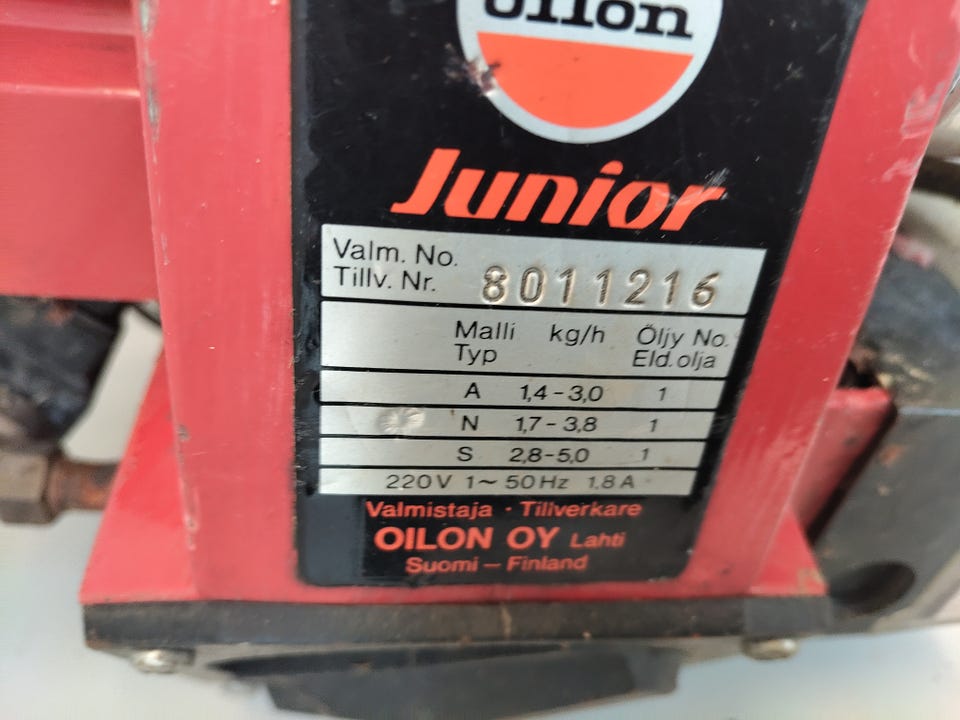 oilon
Junior
Valm. No.
Tillv. Nr. 8011216
Malli kg/h Öljy No.
Typ Eld.olja
A 1,4-3,0 1
N 1,7-3,8 1
S 2,8-5,0 1
220V 1~ 50Hz 1,8A
Valmistaja · Tillverkare
OILON OY Lahti
Suomi – Finland